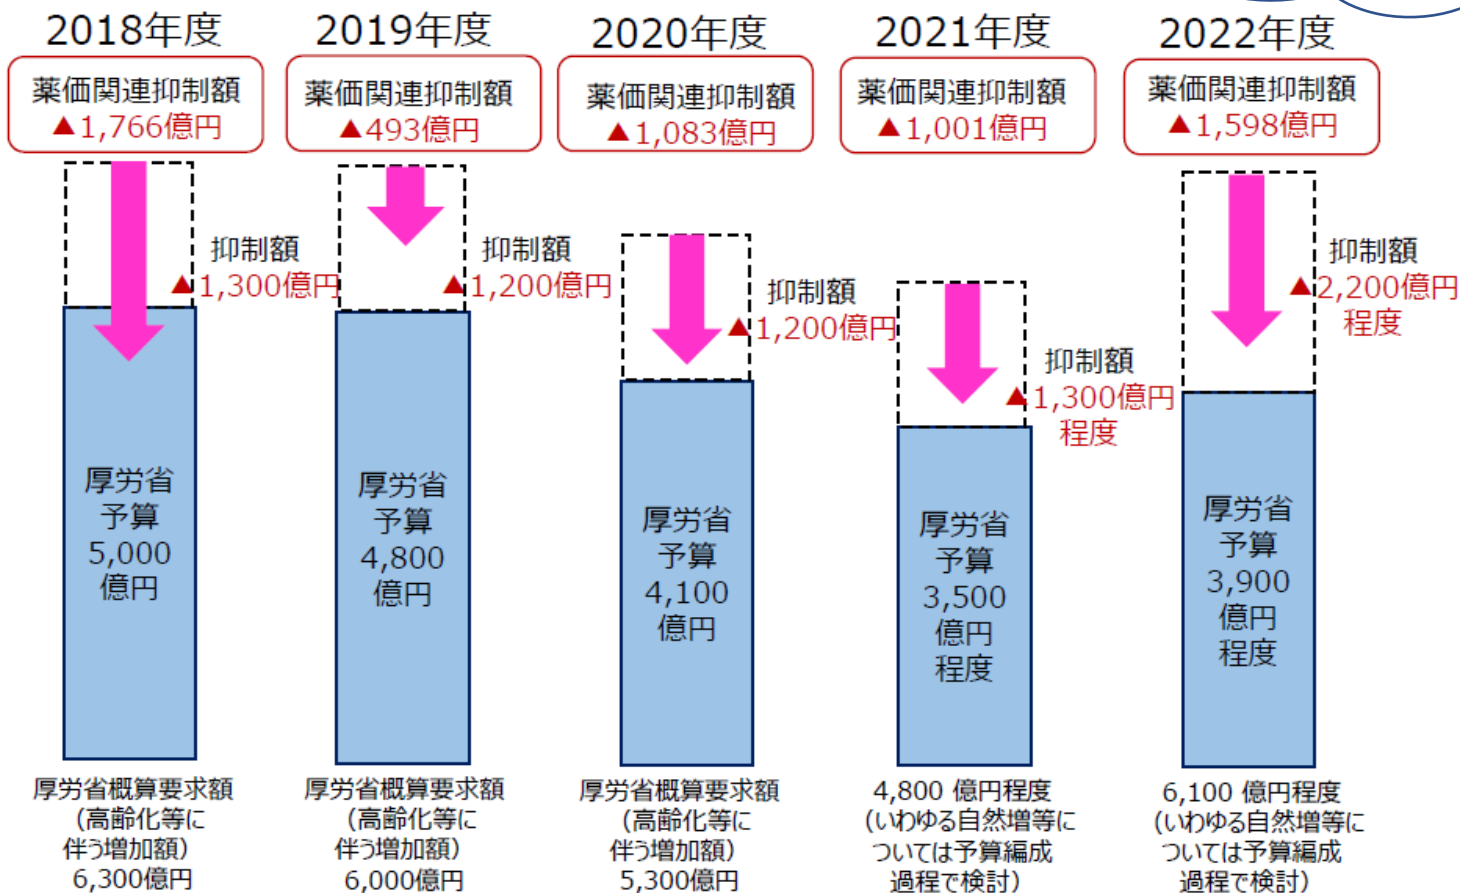 2018年度
薬価関連抑制額
▲1,766億円
抑制額
▲1,300億円
厚労省
予算
5,000
億円
厚労省概算要求額
(高齢化等に
伴う増加額)
6,300億円
2019年度
薬価関連抑制額
▲493億円
抑制額
▲1,200億円
厚労省
予算
4,800
億円
厚労省概算要求額
(高齢化等に
伴う増加額)
6,000億円
2020年度
薬価関連抑制額
▲1,083億円
抑制額
▲1,200億円
厚労省
予算
4,100
億円
厚労省概算要求額
(高齢化等に
伴う増加額)
5,300億円
2021年度
薬価関連抑制額
▲1,001億円
抑制額
▲1,300億円
程度
厚労省
予算
3,500
億円
程度
4,800 億円程度
(いわゆる自然増等に
ついては予算編成
過程で検討)
2022年度
薬価関連抑制額
▲1,598億円
抑制額
▲2,200億円
程度
厚労省
予算
3,900
億円
程度
6,100 億円程度
(いわゆる自然増等に
ついては予算編成
過程で検討)